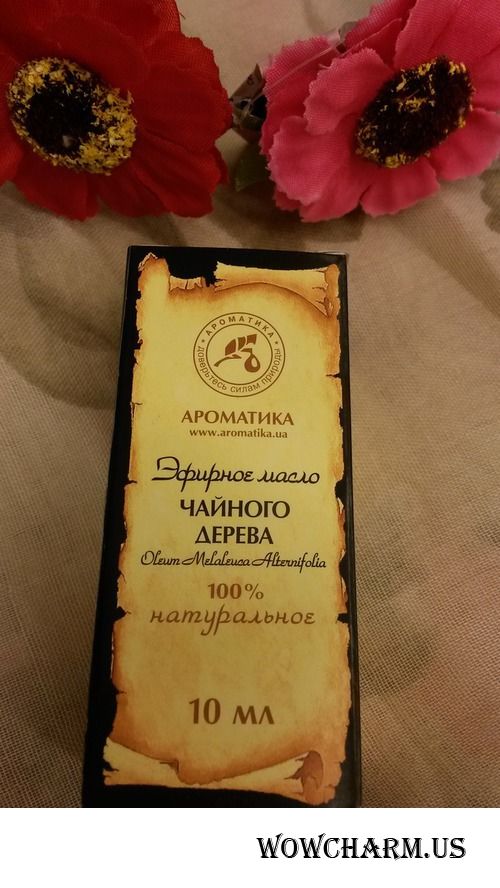 АРОМАТИКА
доверьтесь силам природы
АРОМАТИКА
www.aromatika.ua
Эфирное масло
ЧАЙНОГО
ДЕРЕВА
Oleum Melaleuca Alternifolia
100%
натуральное
10 мл
WOWCHARM.US